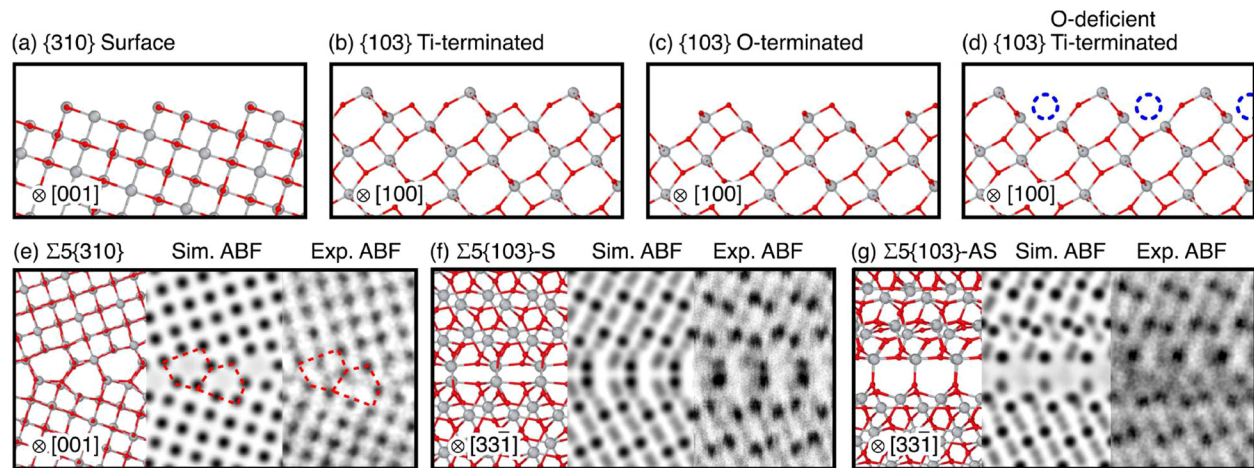 (a) {310} Surface
(b) {103} Ti-terminated
(c) {103} O-terminated
O-deficient
(d) {103} Ti-terminated
⊗ [001]
⊗ [100]
⊗ [100]
⊗ [100]
(e) Σ5{310}
Sim. ABF
Exp. ABF
(f) Σ5{103}-S
Sim. ABF
Exp. ABF
(g) Σ5{103}-AS
Sim. ABF
Exp. ABF
⊗ [001]
⊗ [331̄]
⊗ [331̄]